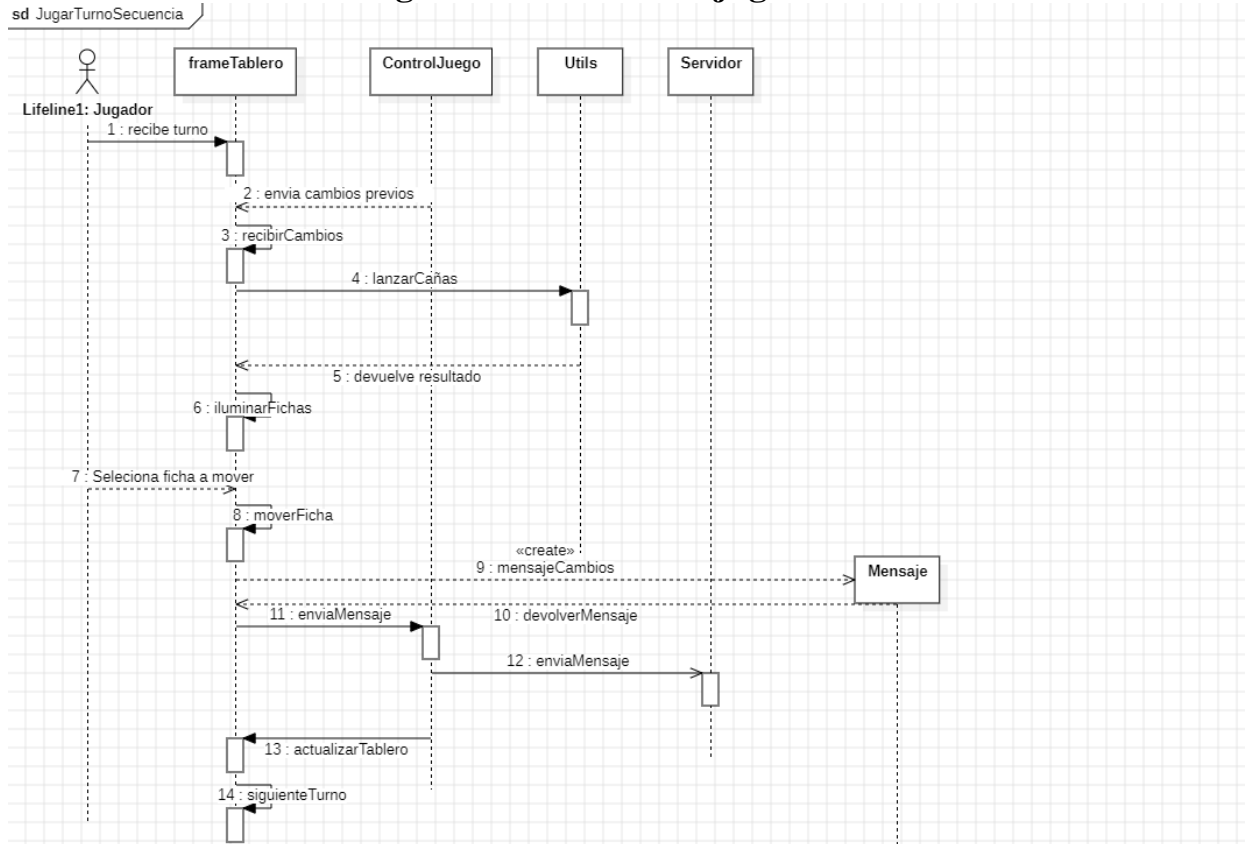 sd JugarTurnoSecuencia
frameTablero
ControlJuego
Utils
Servidor
Lifeline1: Jugador
1 : recibe turno
2 : envia cambios previos
3 : recibirCambios
4 : lanzarCañas
5 : devuelve resultado
6 : iluminarFichas
7 : Seleciona ficha a mover
8 : moverFicha
«create»
9 : mensajeCambios
Mensaje
10 : devolverMensaje
11 : enviaMensaje
12 : enviaMensaje
13 : actualizarTablero
14 : siguienteTurno